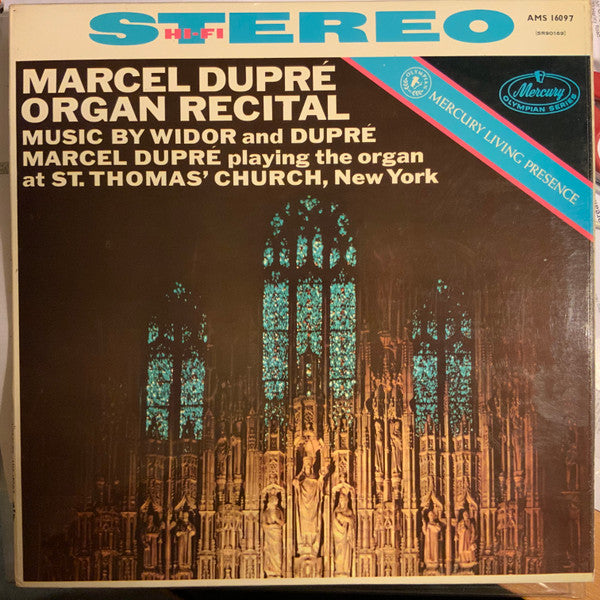 STEREO
HI-FI
AMS 16097
(SR90169)
MARCEL DUPRÉ
ORGAN RECITAL
MUSIC BY WIDOR and DUPRÉ
MARCEL DUPRÉ playing the organ
at ST. THOMAS' CHURCH, New York
MERCURY LIVING PRESENCE
Mercury
OLYMPIAN SERIES